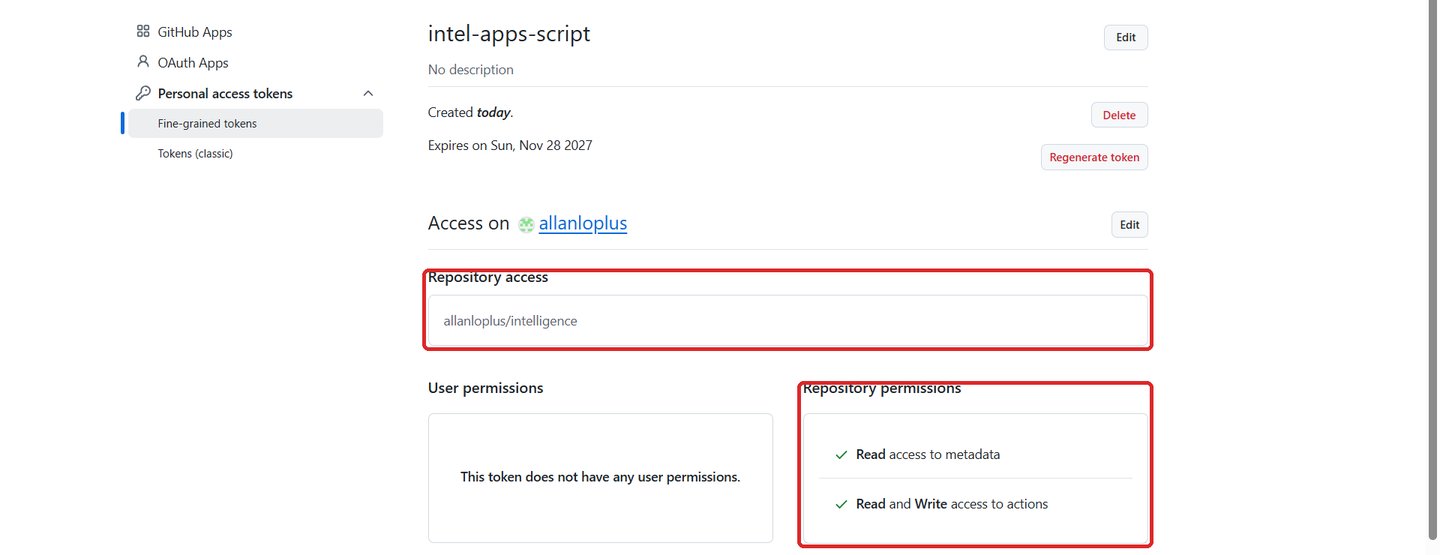 GitHub Apps
OAuth Apps
Personal access tokens
Fine-grained tokens
Tokens (classic)
intel-apps-script
Edit
No description
Created today.
Delete
Expires on Sun, Nov 28 2027
Regenerate token
Access on allanloplus
Edit
Repository access
allanloplus/intelligence
User permissions
This token does not have any user permissions.
Repository permissions
Read access to metadata
Read and Write access to actions